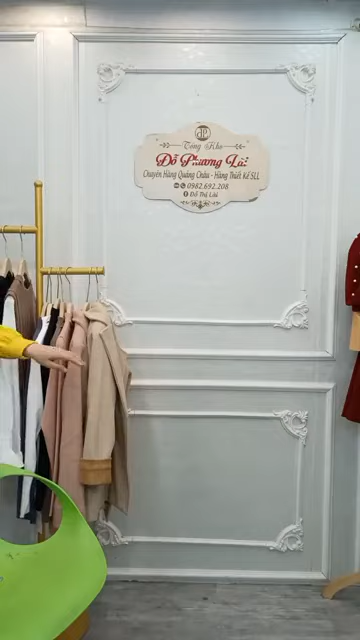 Tổng Kho
Đỗ Phương Lài
Chuyên Hàng Quảng Châu - Hàng Thiết Kế SLL
0982.692.208
Đỗ Thị Lài